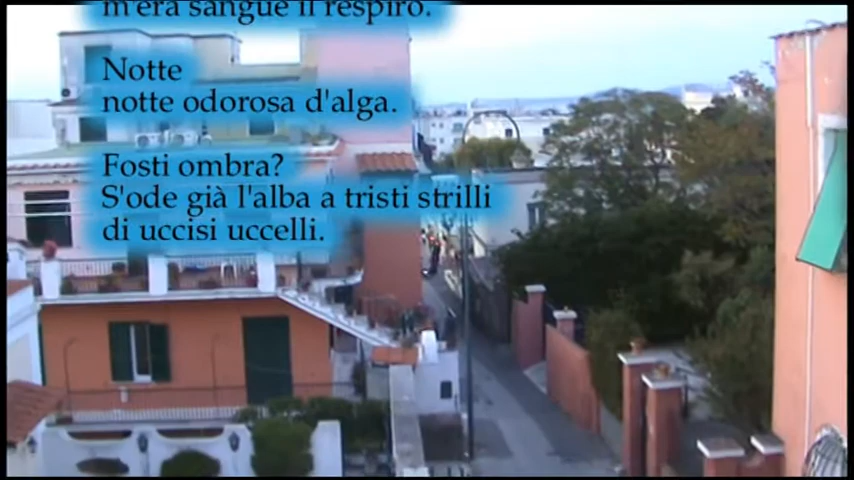 m'era sangue il respiro.
Notte
notte odorosa d'alga.
Fosti ombra?
S'ode già l'alba a tristi strilli
di uccisi uccelli.